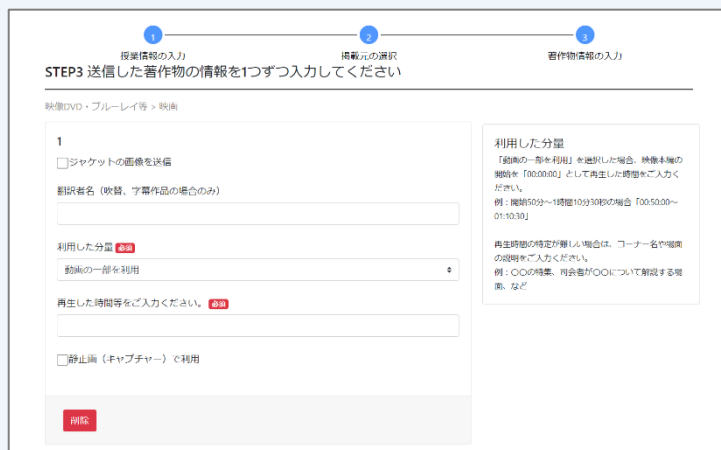 1
2
3
授業情報の入力
掲載元の選択
著作物情報の入力
STEP3 送信した著作物の情報を1つずつ入力してください
映像DVD・ブルーレイ等 > 映画
1
ジャケットの画像を送信
翻訳者名（吹替、字幕作品の場合のみ）
利用した分量 必須
動画の一部を利用
再生した時間等をご入力ください。 必須
静止画（キャプチャー）で利用
削除
利用した分量
「動画の一部を利用」を選択した場合、映像本編の
開始を「00:00:00」として再生した時間をご入力く
ださい。
例：開始50分～1時間10分30秒の場合「00:50:00～
01:10:30」
再生時間の特定が難しい場合は、コーナー名や場面
の説明をご入力ください。
例：〇〇の特集、司会者が〇〇について解説する場
面、など